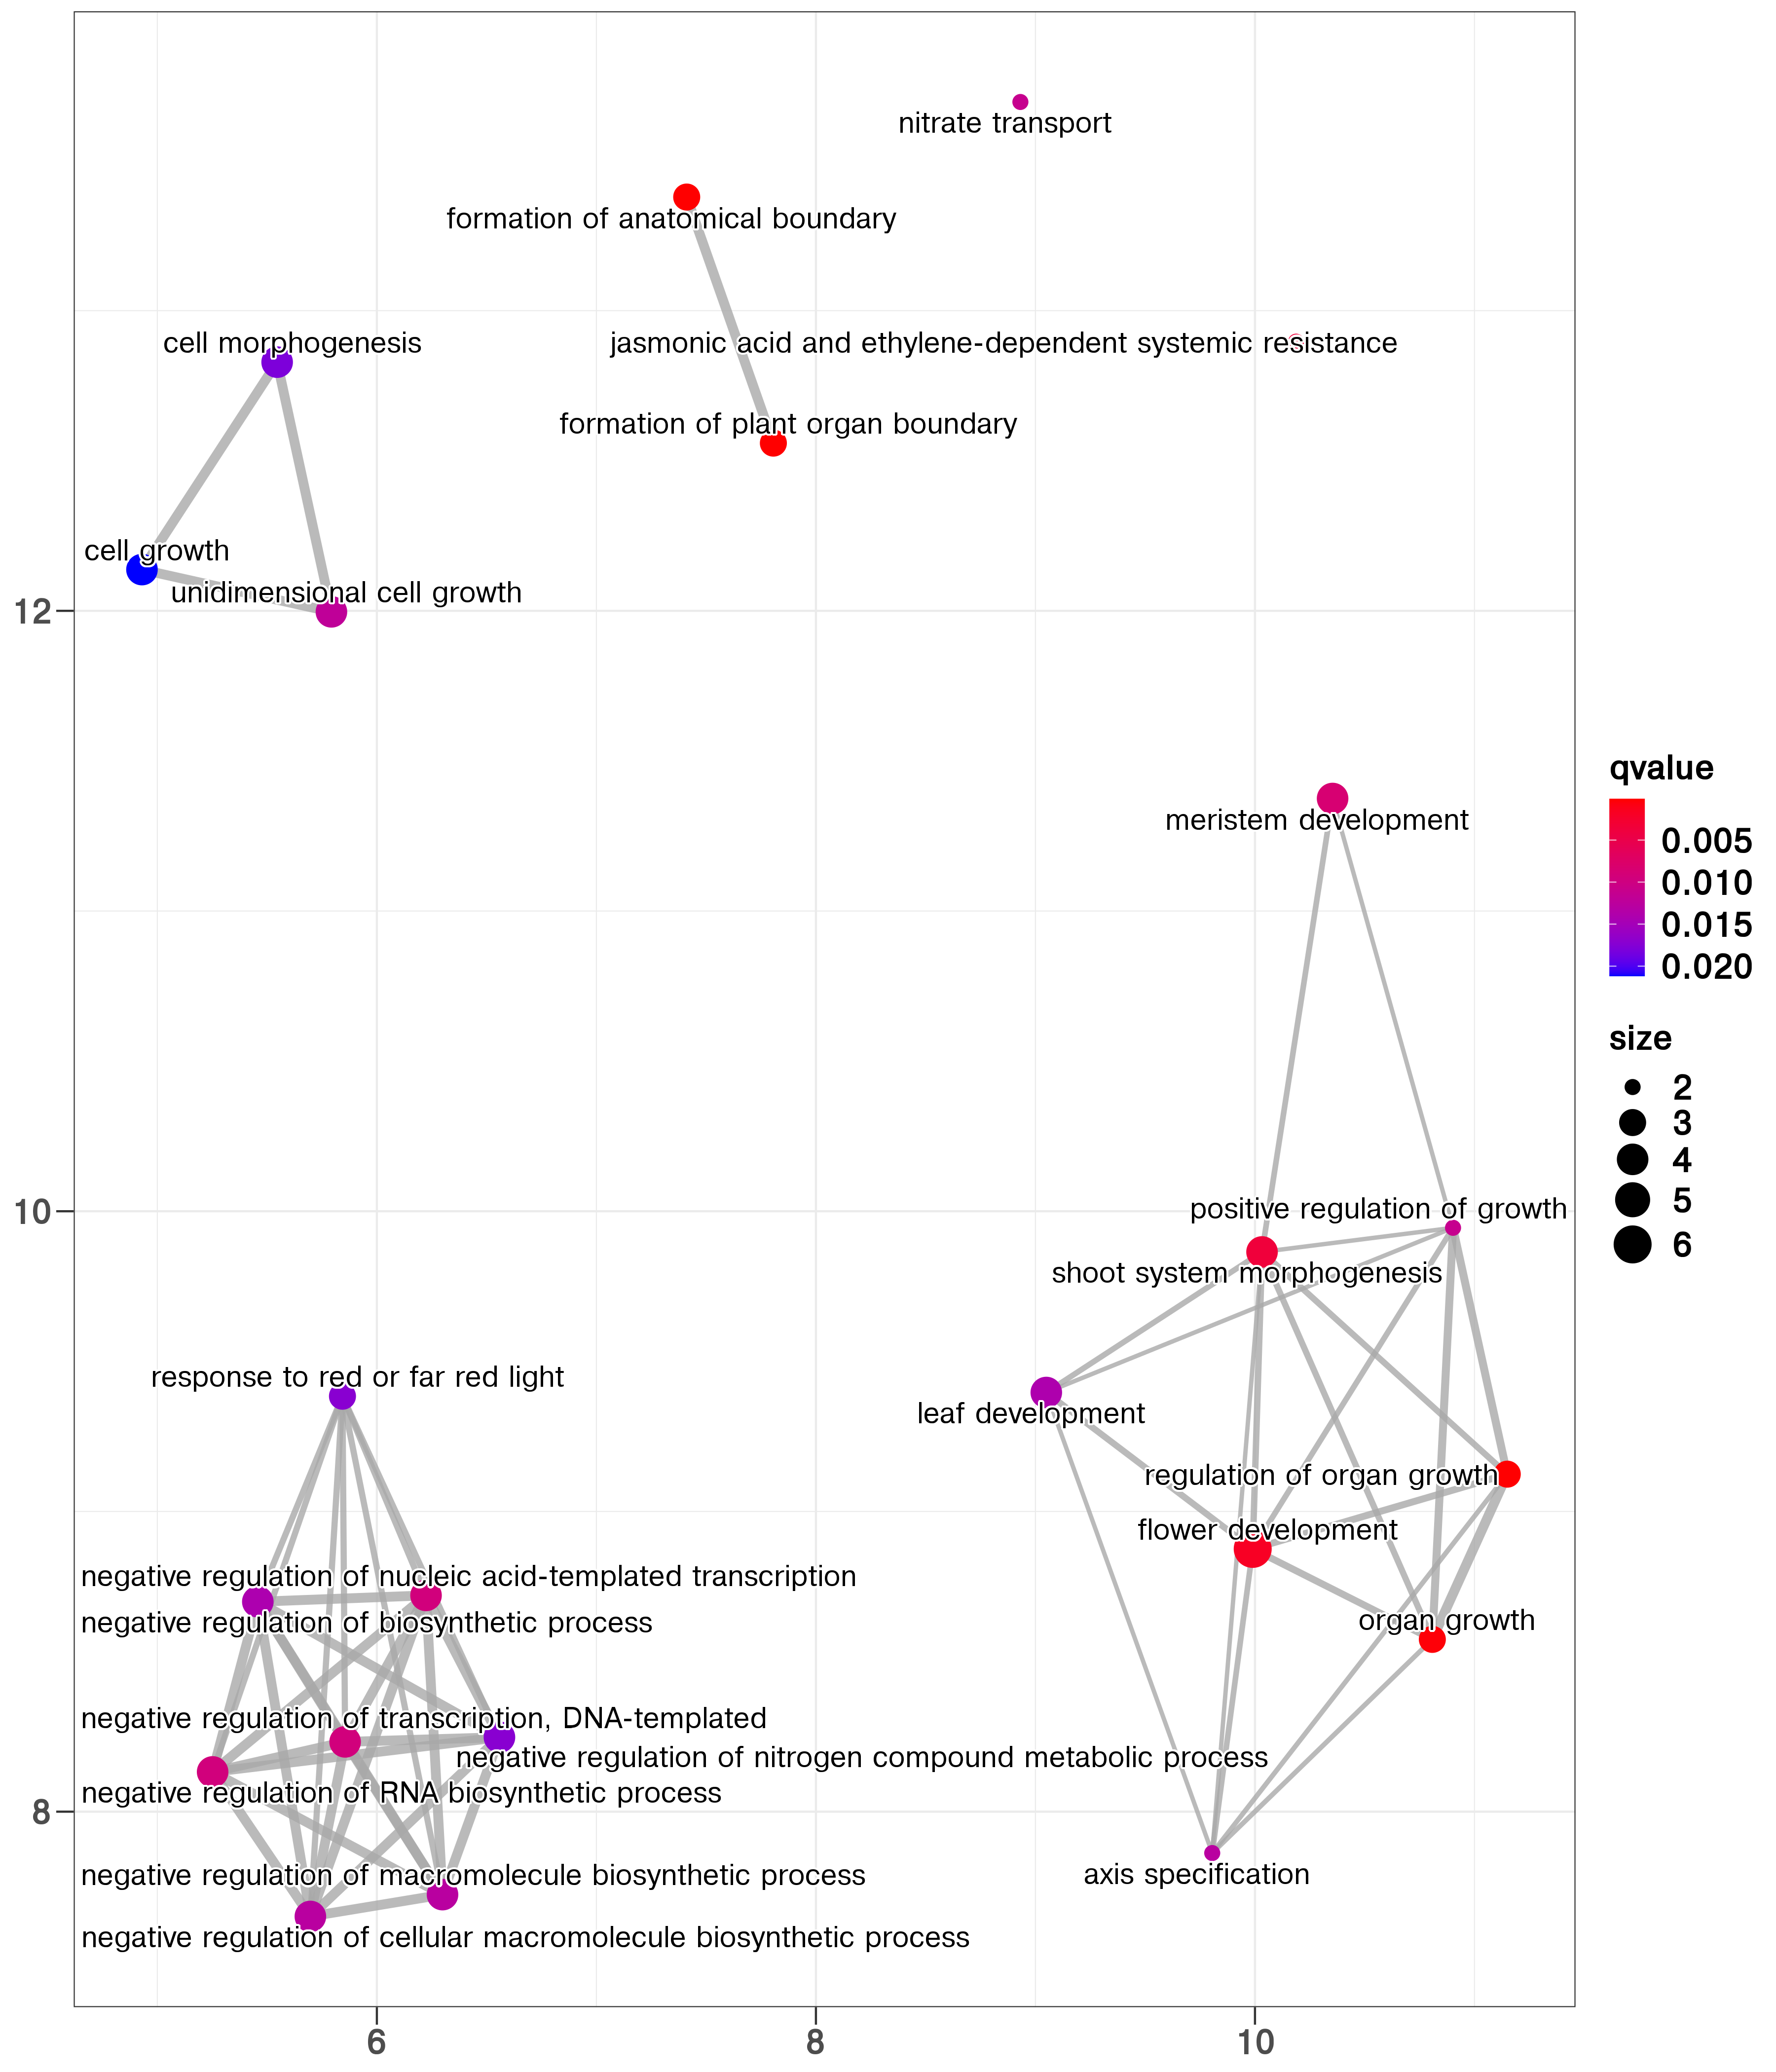 nitrate transport
formation of anatomical boundary
cell morphogenesis
jasmonic acid and ethylene-dependent systemic resistance
formation of plant organ boundary
cell growth
unidimensional cell growth
12
qvalue
0.005
0.010
0.015
0.020
meristem development
size
2
3
4
5
6
10
positive regulation of growth
shoot system morphogenesis
response to red or far red light
leaf development
regulation of organ growth
flower development
negative regulation of nucleic acid-templated transcription
negative regulation of biosynthetic process
organ growth
negative regulation of transcription, DNA-templated
negative regulation of nitrogen compound metabolic process
negative regulation of RNA biosynthetic process
8
negative regulation of macromolecule biosynthetic process
axis specification
negative regulation of cellular macromolecule biosynthetic process
6
8
10